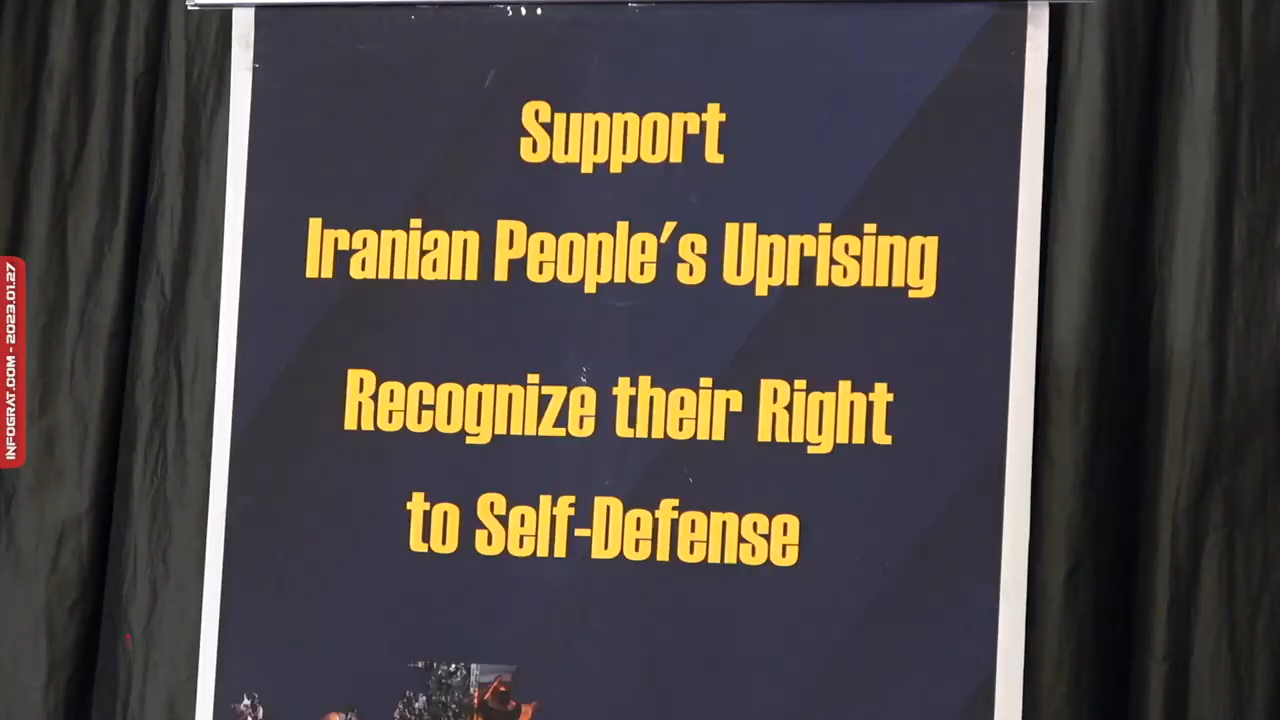 Support
Iranian People's Uprising
Recognize their Right
to Self-Defense
INFOGRAT.COM - 2023.01.27